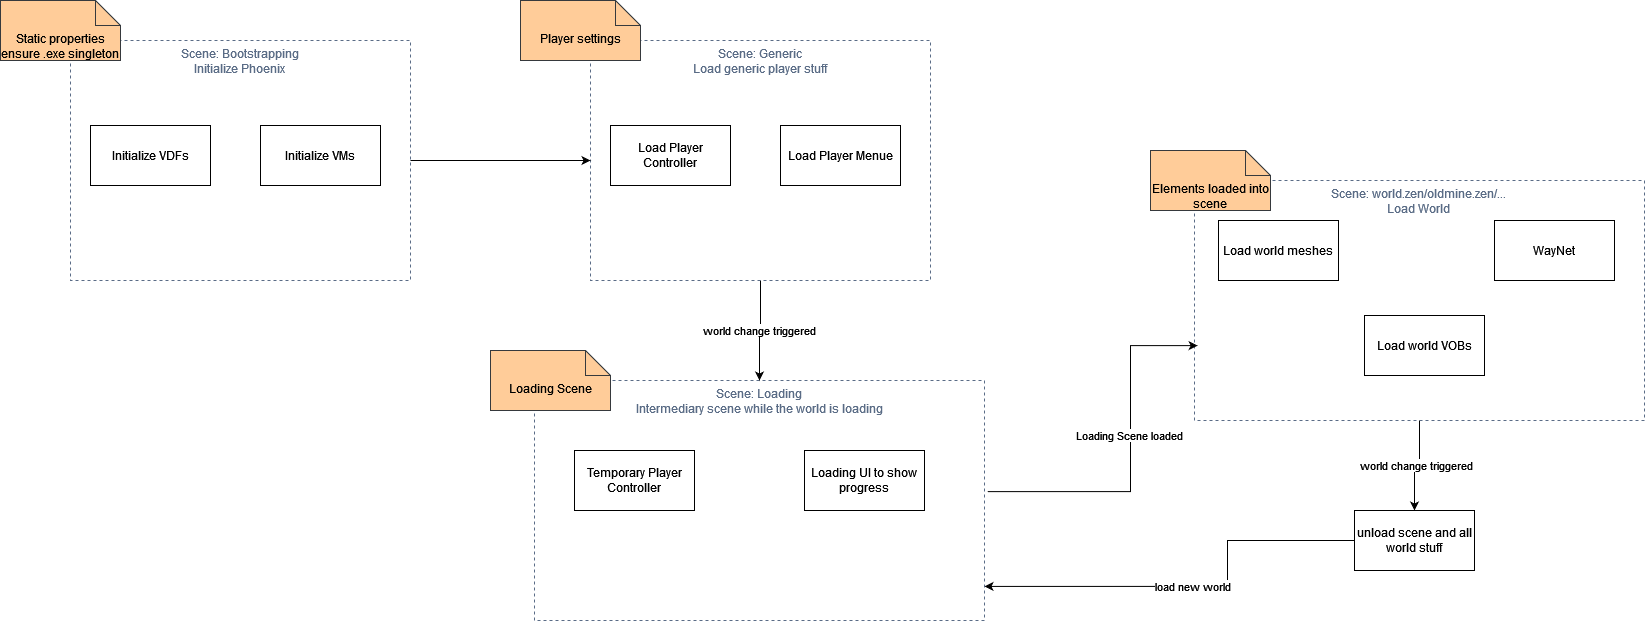 Static properties
ensure .exe singleton
Scene: Bootstrapping
Initialize Phoenix
Initialize VDFs
Initialize VMs
Player settings
Scene: Generic
Load generic player stuff
Load Player
Controller
Load Player Menue
world change triggered
Loading Scene
Scene: Loading
Intermediary scene while the world is loading
Temporary Player
Controller
Loading UI to show
progress
Loading Scene loaded
Elements loaded into
scene
Scene: world.zen/oldmine.zen/...
Load World
Load world meshes
WayNet
Load world VOBs
world change triggered
unload scene and all
world stuff
load new world